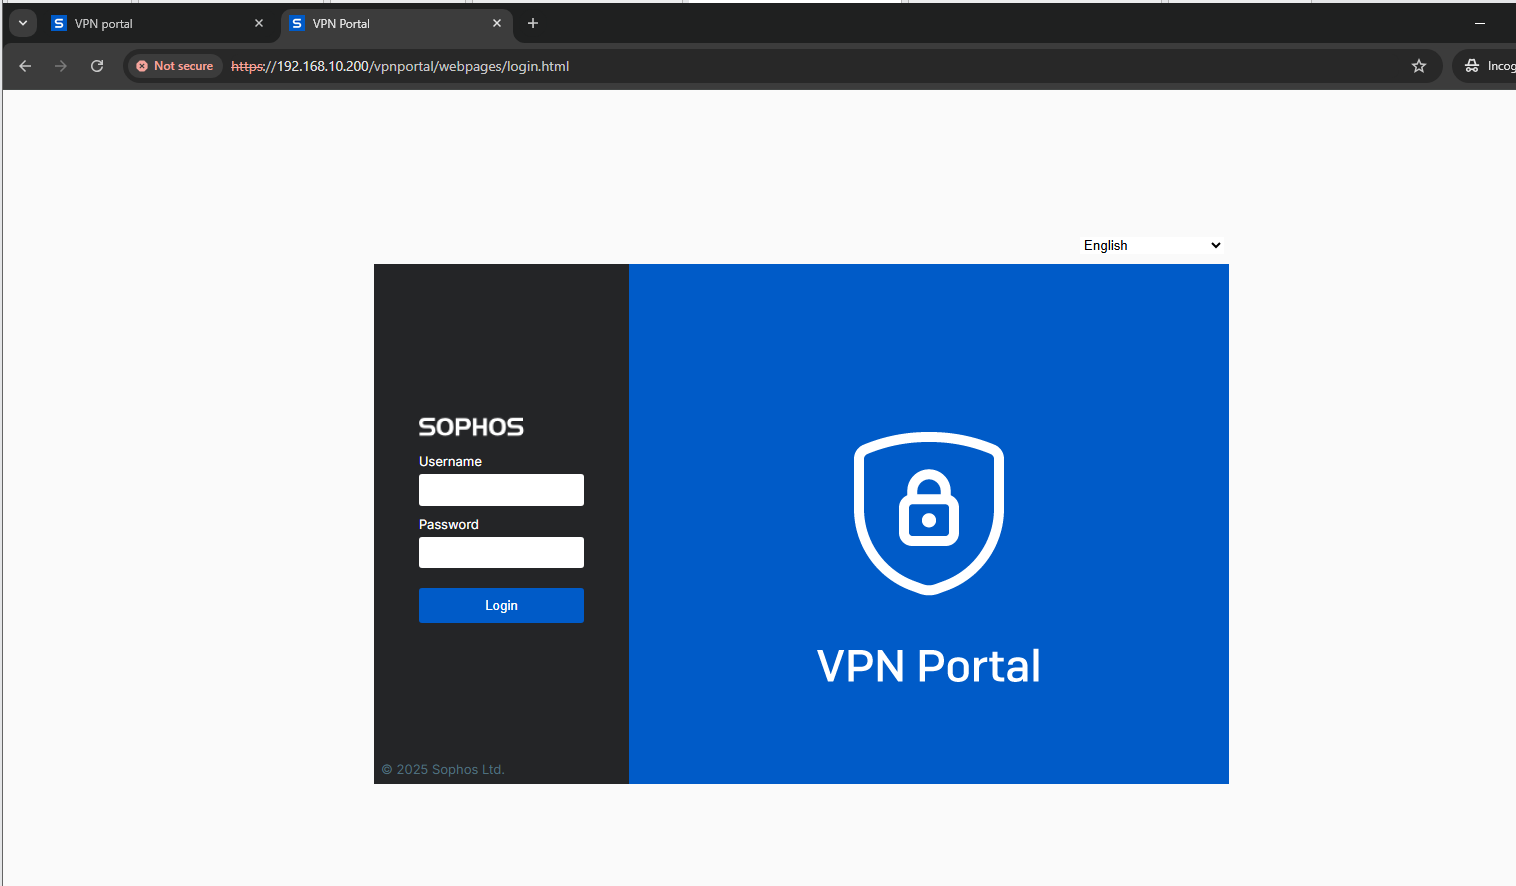 VPN portal
VPN Portal
Not secure
https://192.168.10.200/vpnportal/webpages/login.html
Incog
English
SOPHOS
Username
Password
Login
VPN Portal
© 2025 Sophos Ltd.